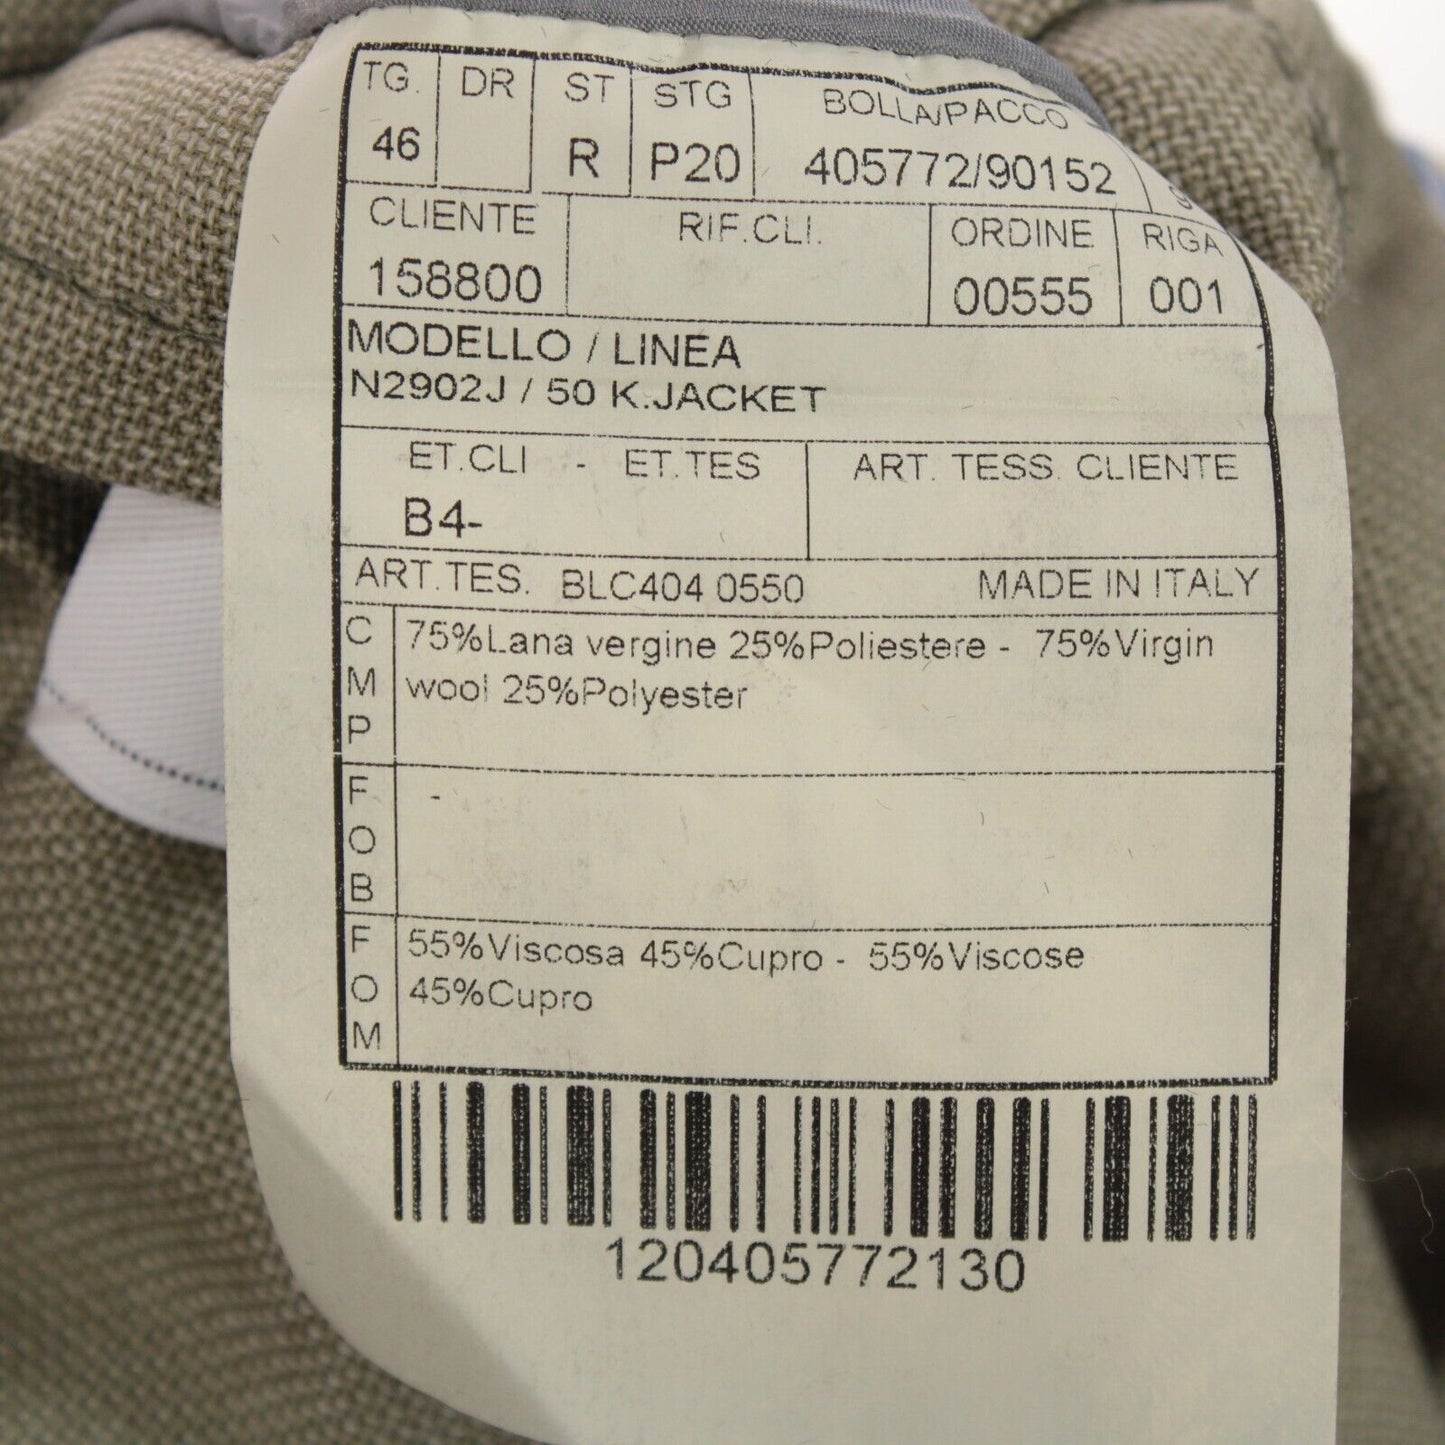 TG. DR ST STG BOLLA/PACCO
46 R P20 405772/90152
CLIENTE RIF.CLI. ORDINE RIGA
158800 00555 001
MODELLO / LINEA
N2902J / 50 K.JACKET
ET.CLI - ET.TES ART. TESS. CLIENTE
B4-
ART.TES. BLC404 0550 MADE IN ITALY
CMP
75%Lana vergine 25%Poliestere - 75%Virgin
wool 25%Polyester
FOB
-
FOM
55%Viscosa 45%Cupro - 55%Viscose
45%Cupro
120405772130